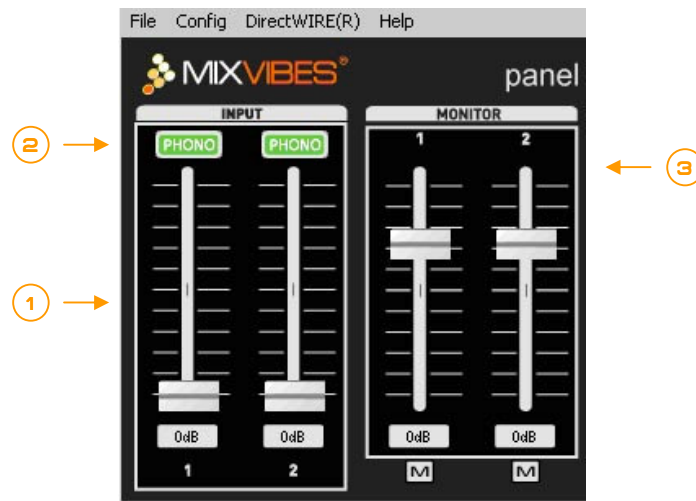 File Config DirectWIRE(R) Help
MIXVIBES® panel
INPUT MONITOR
2 PHONO PHONO 1 2 3
1
0dB 0dB 0dB 0dB
1 2 M M